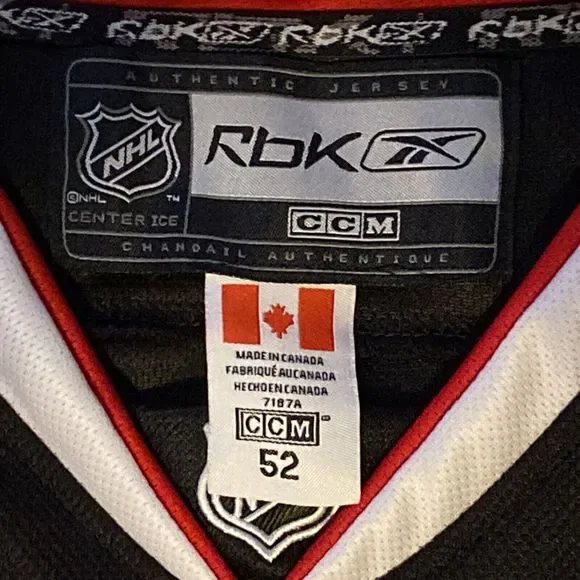 RbK RbK
AUTHENTIC JERSEY
NHL
RbK
©NHL ™
CENTER ICE
CCM
CHANDAIL AUTHENTIQUE
MADE IN CANADA
FABRIQUÉ AU CANADA
HECHO EN CANADA
7187A
CCM
52